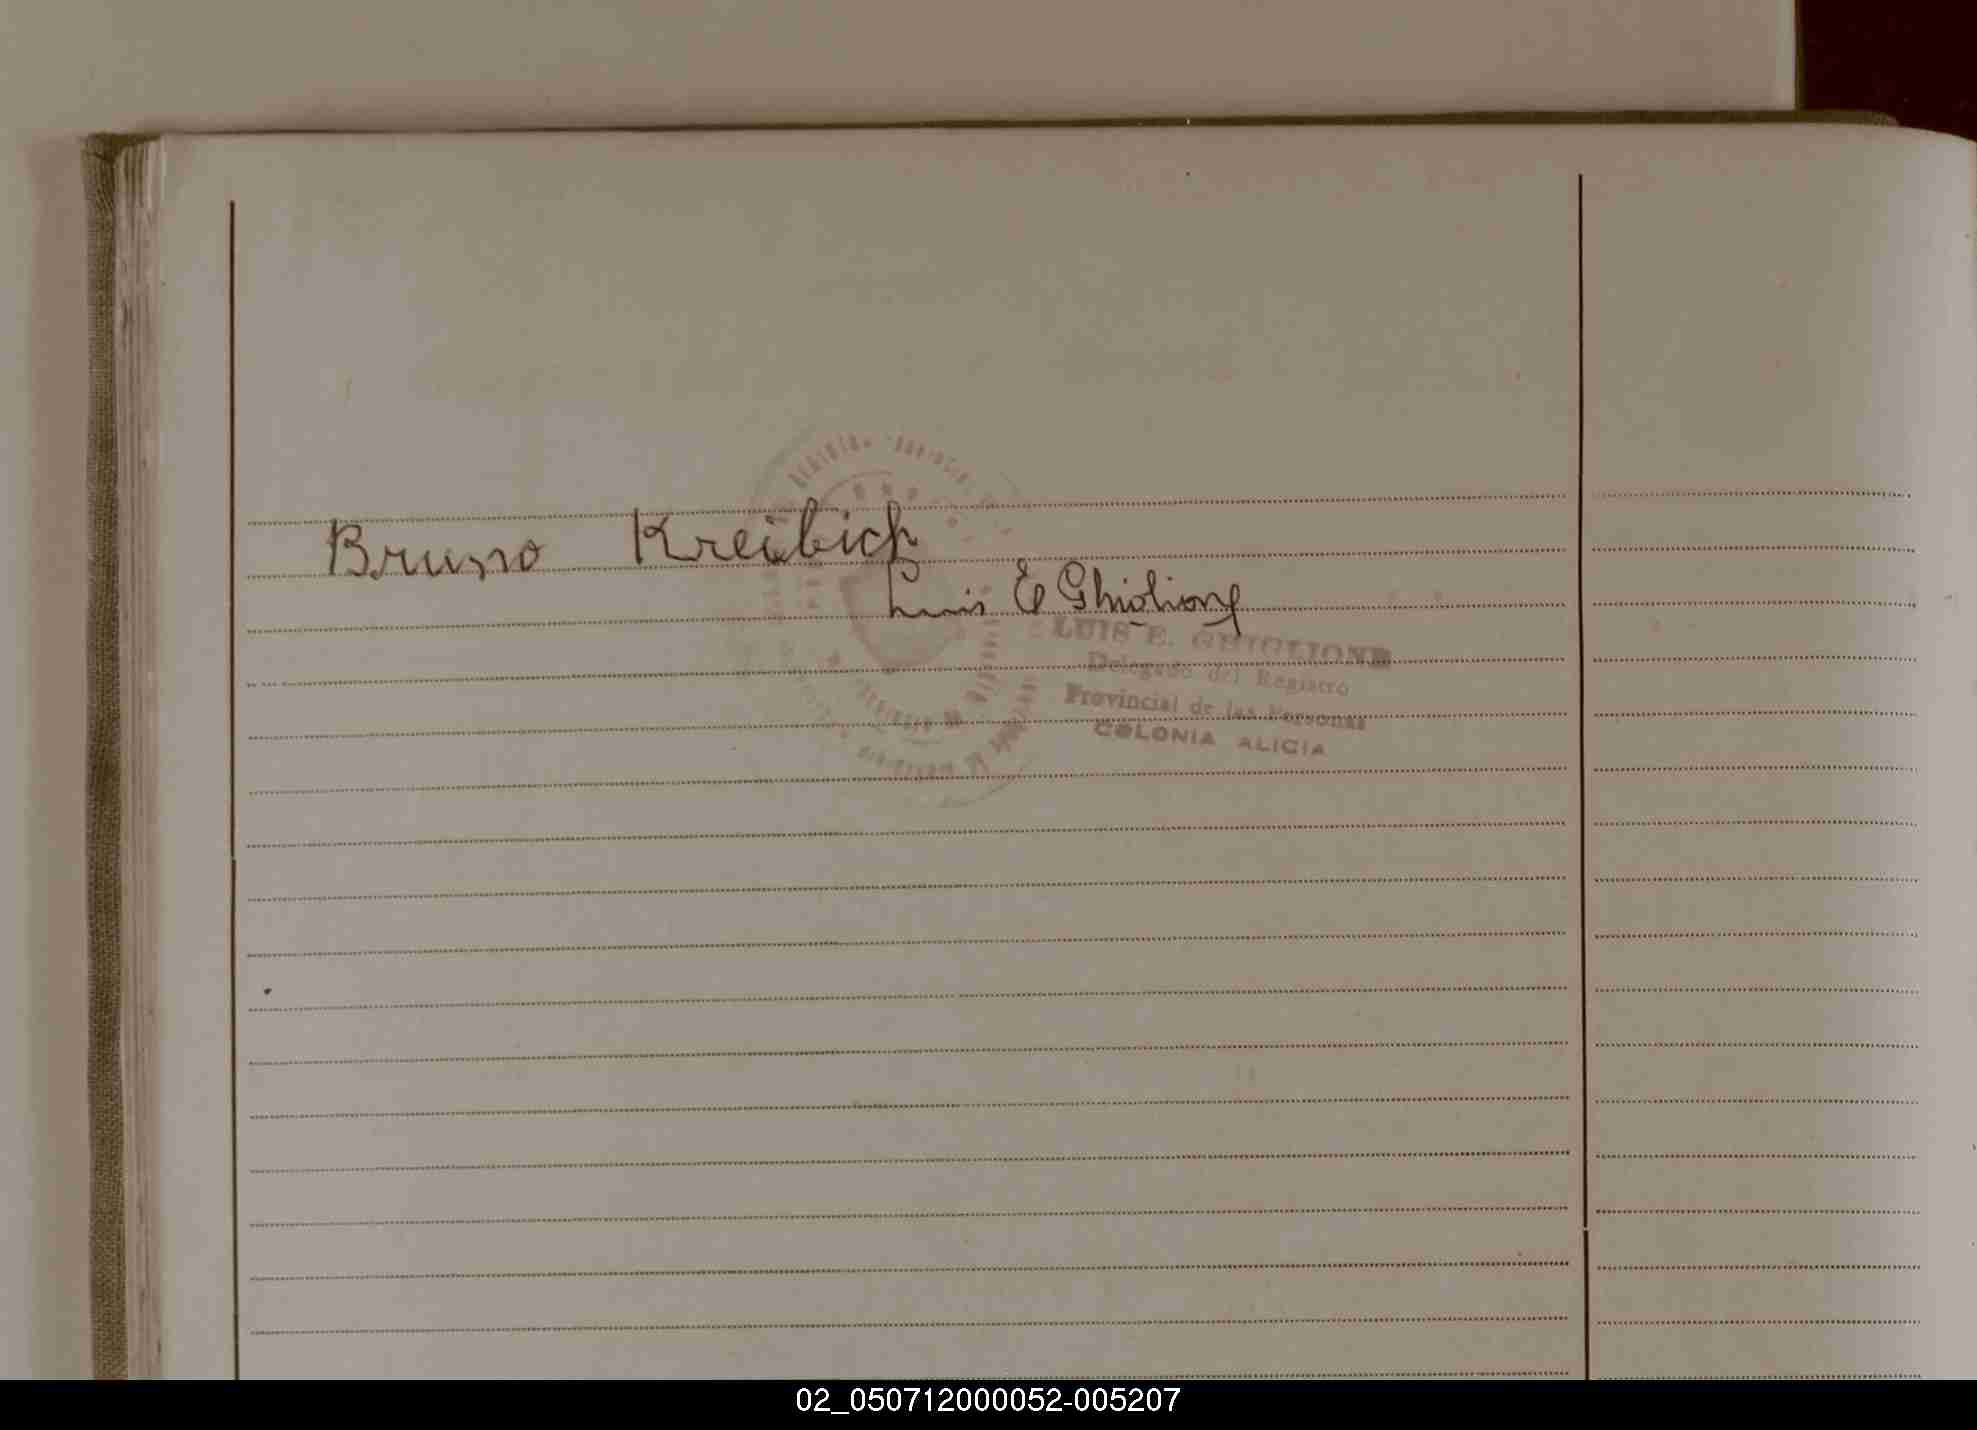 Bruno Kreibich
Luis E Ghiglione
LUIS E. GHIGLIONE
Delegado del Registro
Provincial de las Personas
COLONIA ALICIA
02_050712000052-005207